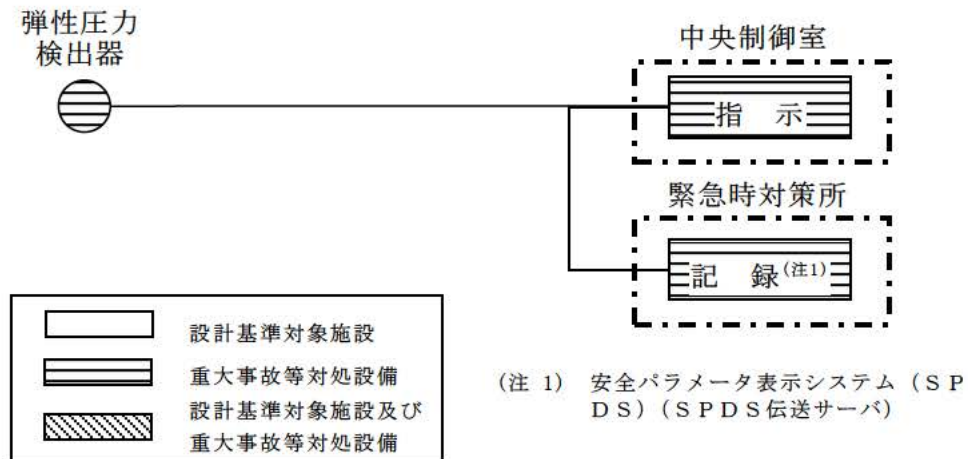 弾性圧力
検出器
中央制御室
指 示
緊急時対策所
記 録(注1)
設計基準対象施設
重大事故等対処設備
設計基準対象施設及び
重大事故等対処設備
(注 1) 安全パラメータ表示システム(SP
DS)(SPDS伝送サーバ)